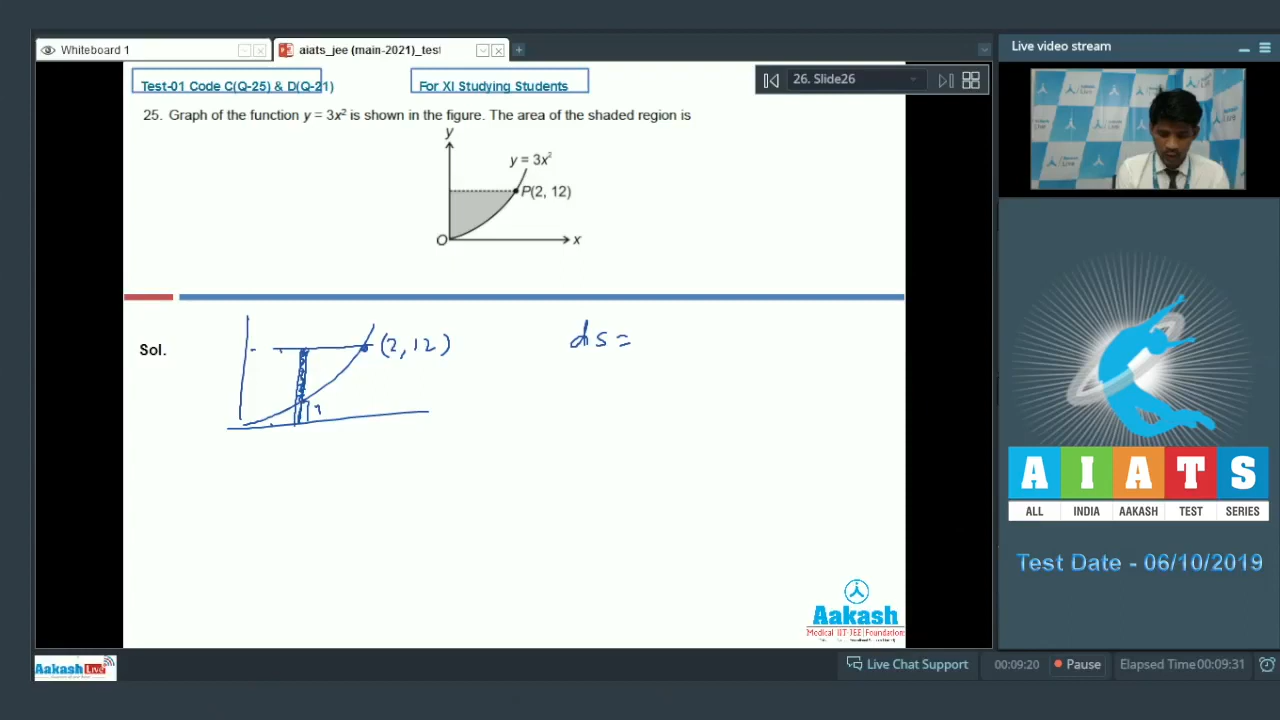 Whiteboard 1
aiats_jee (main-2021)_test
Live video stream
Test-01 Code C(Q-25) & D(Q-21)
For XI Studying Students
26. Slide26
25. Graph of the function y = 3x² is shown in the figure. The area of the shaded region is
y
y = 3x²
P(2, 12)
O
x
Sol.
(2, 12)
ds =
A I A T S
ALL INDIA AAKASH TEST SERIES
Test Date - 06/10/2019
Aakash
Medical IIT-JEE Foundations
Aakash Live
Live Chat Support
00:09:20
Pause
Elapsed Time 00:09:31